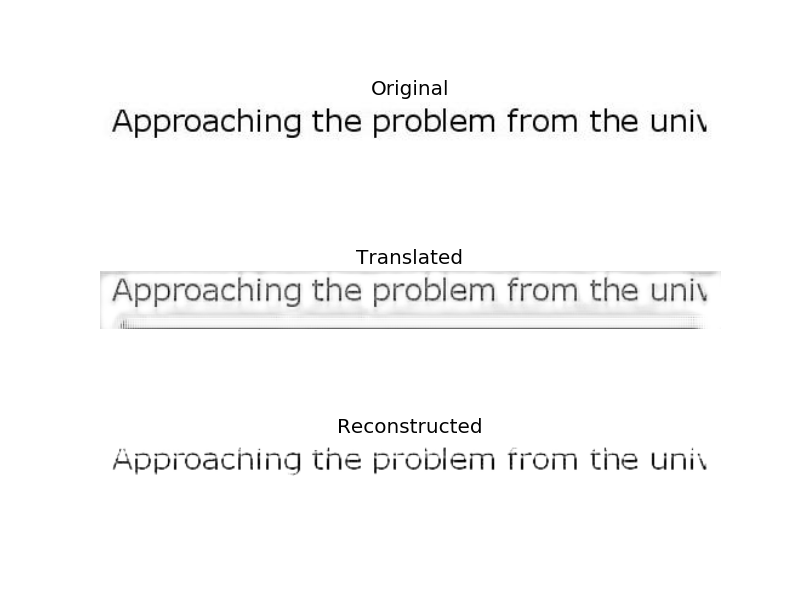 Original
Approaching the problem from the univ
Translated
Approaching the problem from the univ
Reconstructed
Approaching the problem from the univ